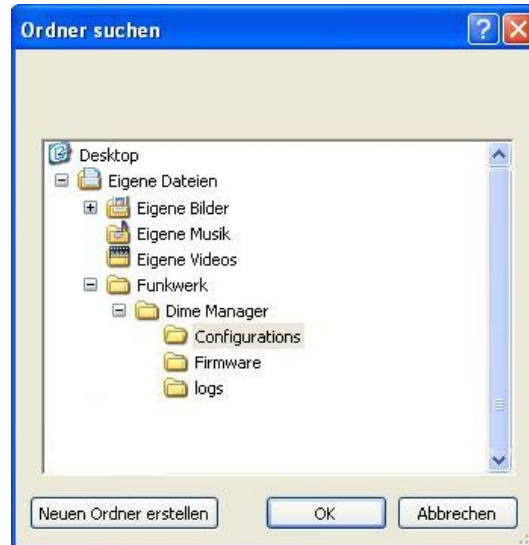 Ordner suchen
Desktop
Eigene Dateien
Eigene Bilder
Eigene Musik
Eigene Videos
Funkwerk
Dime Manager
Configurations
Firmware
logs
Neuen Ordner erstellen OK Abbrechen